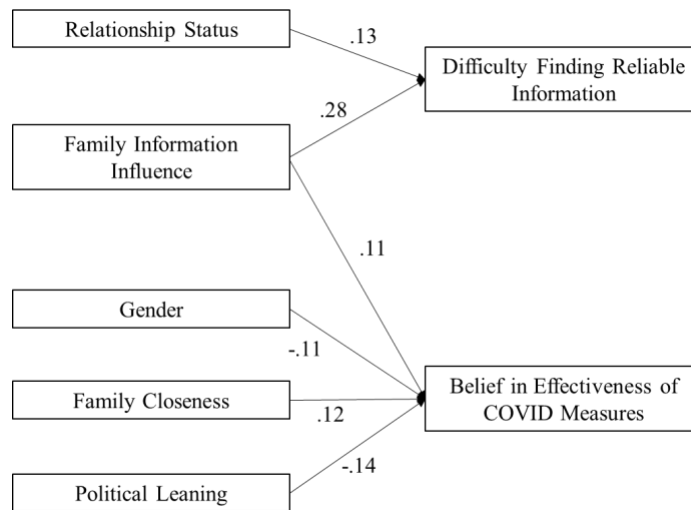 Relationship Status
.13
Difficulty Finding Reliable
Information
.28
Family Information
Influence
.11
Gender
-.11
Family Closeness
.12
Belief in Effectiveness of
COVID Measures
-.14
Political Leaning